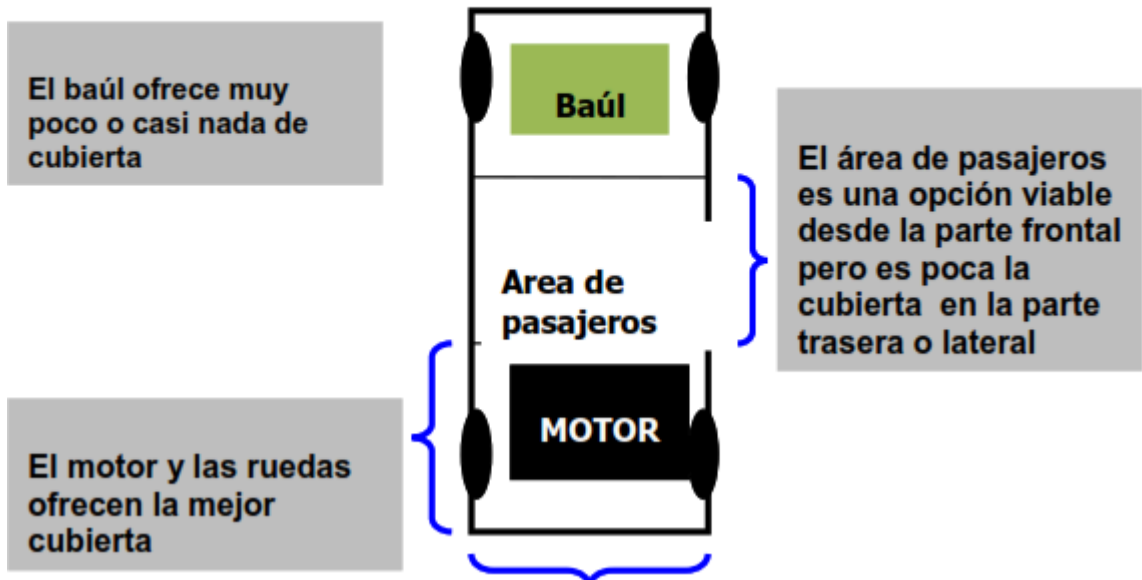 El baúl ofrece muy
poco o casi nada de
cubierta
Baúl
El área de pasajeros
es una opción viable
desde la parte frontal
pero es poca la
cubierta en la parte
trasera o lateral
Area de
pasajeros
MOTOR
El motor y las ruedas
ofrecen la mejor
cubierta